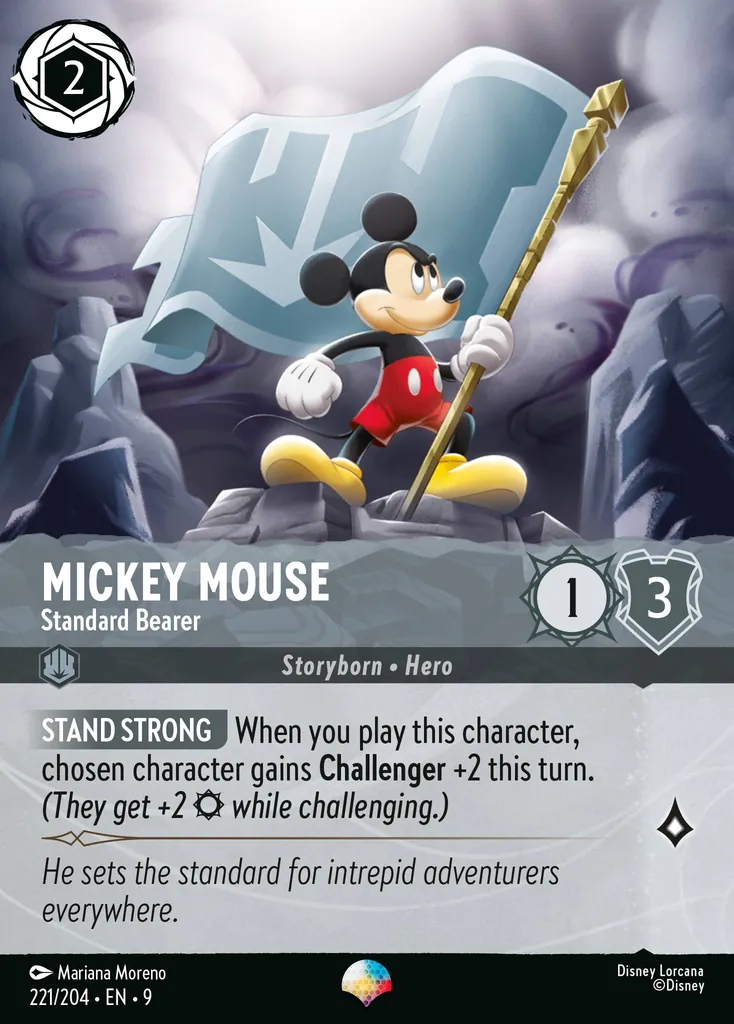 2
MICKEY MOUSE
Standard Bearer
1
3
Storyborn • Hero
STAND STRONG When you play this character,
chosen character gains Challenger +2 this turn.
(They get +2 while challenging.)
He sets the standard for intrepid adventurers
everywhere.
Mariana Moreno
221/204 • EN • 9
Disney Lorcana
©Disney